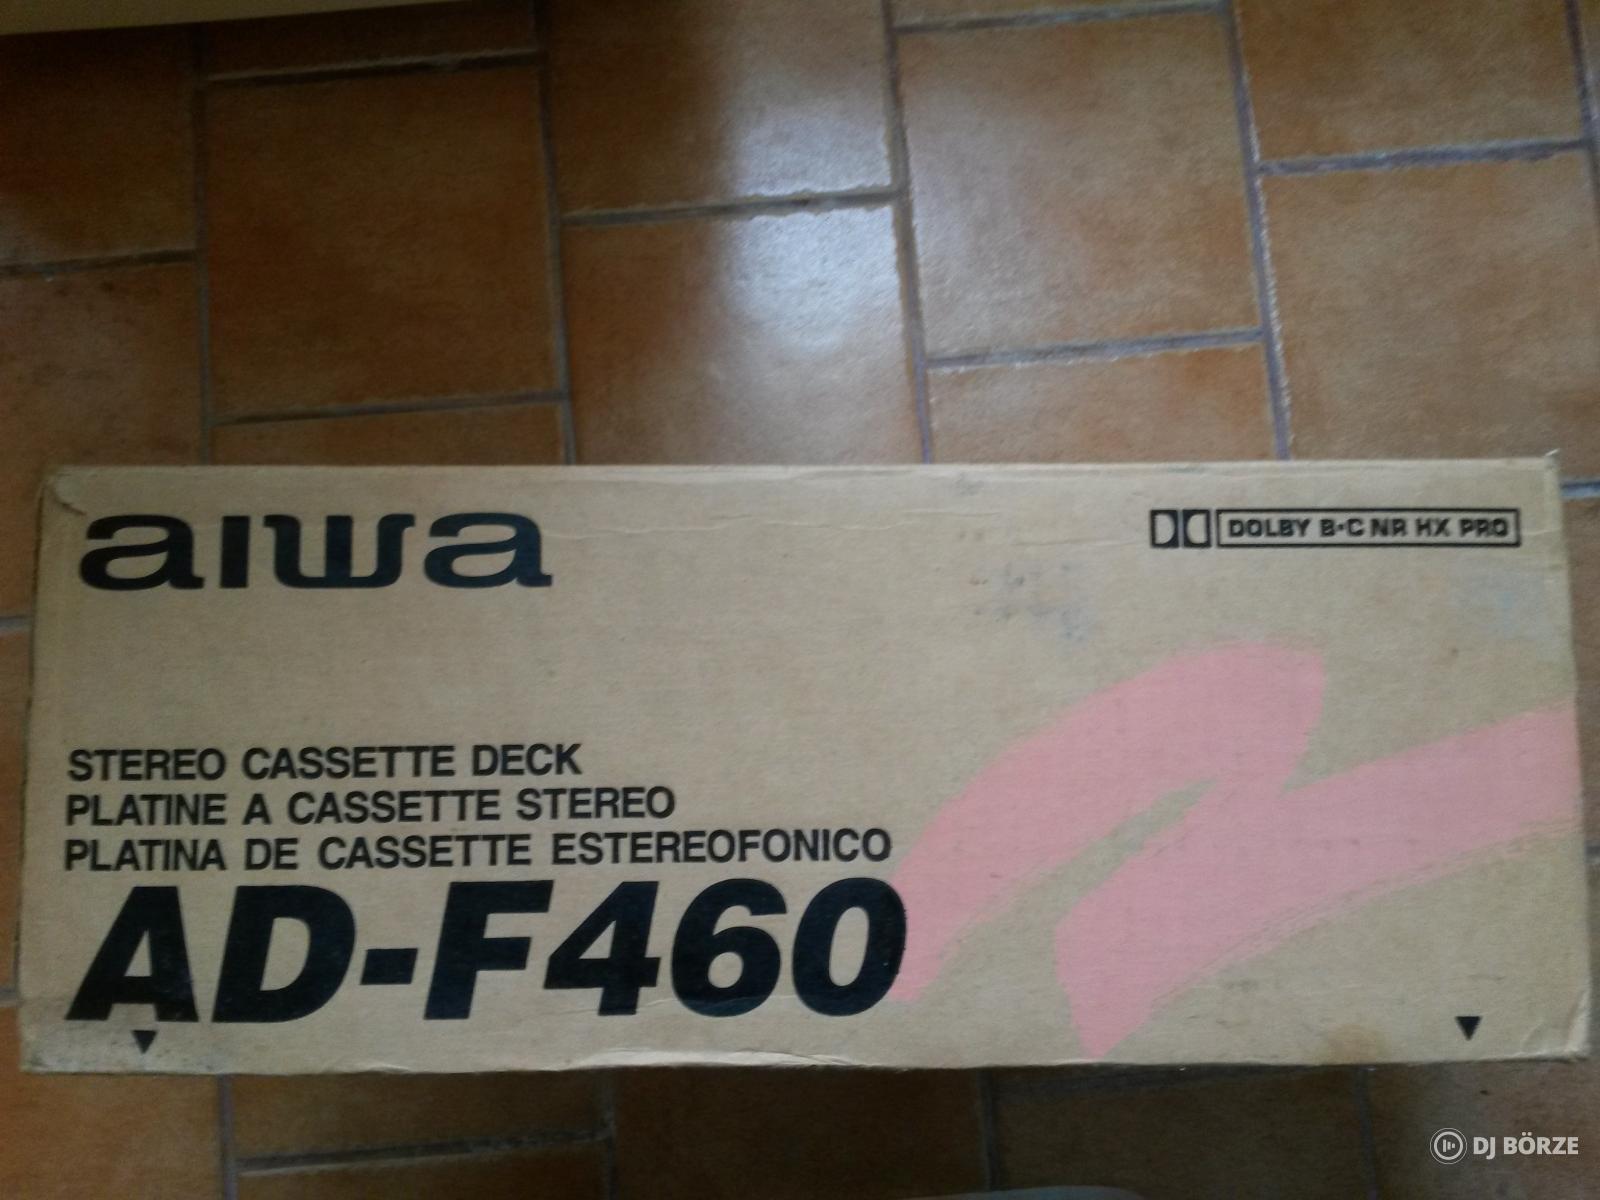 aiwa
DOLBY B•C NR HX PRO
STEREO CASSETTE DECK
PLATINE A CASSETTE STEREO
PLATINA DE CASSETTE ESTEREOFONICO
AD-F460
DJ BÖRZE